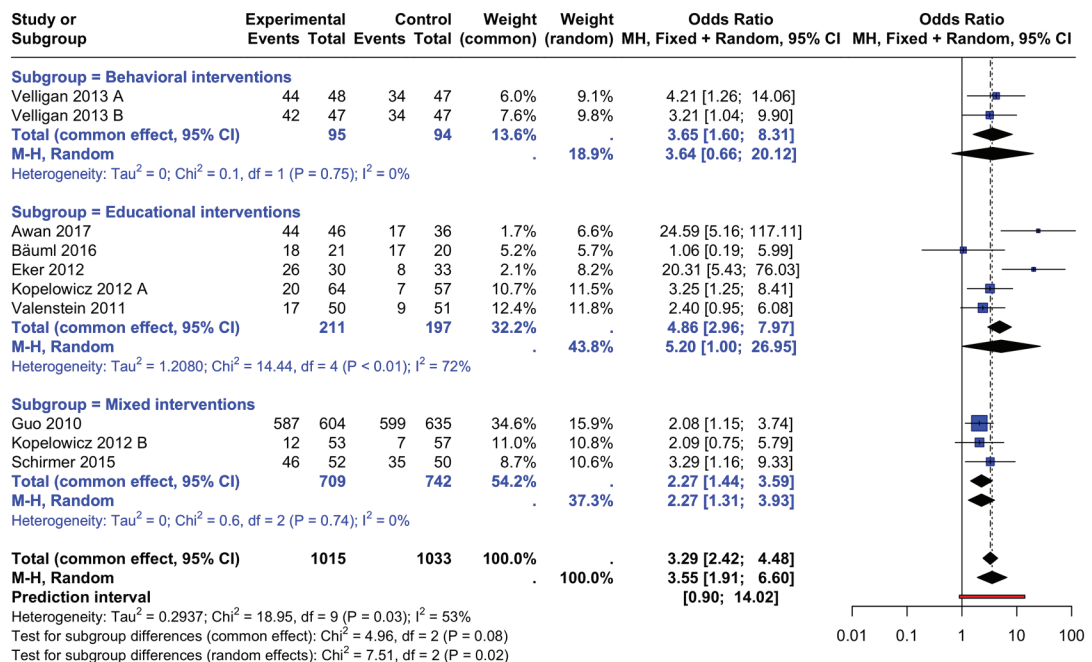 Study or Experimental Control Weight Weight Odds Ratio Odds Ratio
Subgroup Events Total Events Total (common) (random) MH, Fixed + Random, 95% CI MH, Fixed + Random, 95% CI
Subgroup = Behavioral interventions
Velligan 2013 A 44 48 34 47 6.0% 9.1% 4.21 [1.26; 14.06]
Velligan 2013 B 42 47 34 47 7.6% 9.8% 3.21 [1.04; 9.90]
Total (common effect, 95% CI) 95 94 13.6% . 3.65 [1.60; 8.31]
M-H, Random . 18.9% 3.64 [0.66; 20.12]
Heterogeneity: Tau² = 0; Chi² = 0.1, df = 1 (P = 0.75); I² = 0%
Subgroup = Educational interventions
Awan 2017 44 46 17 36 1.7% 6.6% 24.59 [5.16; 117.11]
Bäuml 2016 18 21 17 20 5.2% 5.7% 1.06 [0.19; 5.99]
Eker 2012 26 30 8 33 2.1% 8.2% 20.31 [5.43; 76.03]
Kopelowicz 2012 A 20 64 7 57 10.7% 11.5% 3.25 [1.25; 8.41]
Valenstein 2011 17 50 9 51 12.4% 11.8% 2.40 [0.95; 6.08]
Total (common effect, 95% CI) 211 197 32.2% . 4.86 [2.96; 7.97]
M-H, Random . 43.8% 5.20 [1.00; 26.95]
Heterogeneity: Tau² = 1.2080; Chi² = 14.44, df = 4 (P < 0.01); I² = 72%
Subgroup = Mixed interventions
Guo 2010 587 604 599 635 34.6% 15.9% 2.08 [1.15; 3.74]
Kopelowicz 2012 B 12 53 7 57 11.0% 10.8% 2.09 [0.75; 5.79]
Schirmer 2015 46 52 35 50 8.7% 10.6% 3.29 [1.16; 9.33]
Total (common effect, 95% CI) 709 742 54.2% . 2.27 [1.44; 3.59]
M-H, Random . 37.3% 2.27 [1.31; 3.93]
Heterogeneity: Tau² = 0; Chi² = 0.6, df = 2 (P = 0.74); I² = 0%
Total (common effect, 95% CI) 1015 1033 100.0% . 3.29 [2.42; 4.48]
M-H, Random . 100.0% 3.55 [1.91; 6.60]
Prediction interval [0.90; 14.02]
Heterogeneity: Tau² = 0.2937; Chi² = 18.95, df = 9 (P = 0.03); I² = 53%
Test for subgroup differences (common effect): Chi² = 4.96, df = 2 (P = 0.08)
Test for subgroup differences (random effects): Chi² = 7.51, df = 2 (P = 0.02)
0.01 0.1 1 10 100